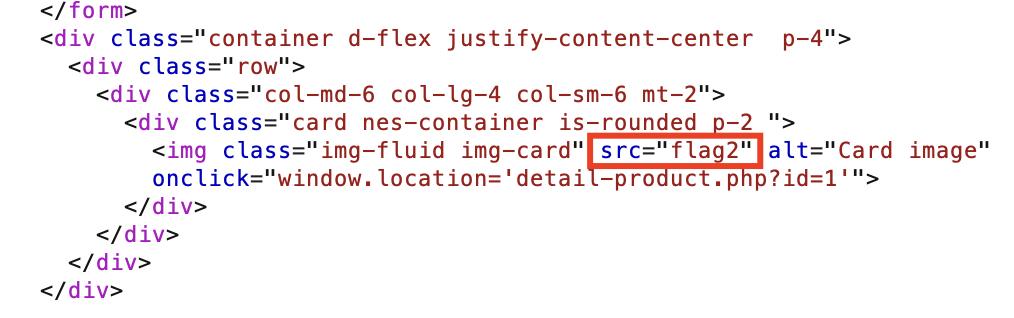 </form>
<div class="container d-flex justify-content-center  p-4">
<div class="row">
<div class="col-md-6 col-lg-4 col-sm-6 mt-2">
<div class="card nes-container is-rounded p-2 ">
<img class="img-fluid img-card" src="flag2" alt="Card image"
onclick="window.location='detail-product.php?id=1'">
</div>
</div>
</div>
</div>